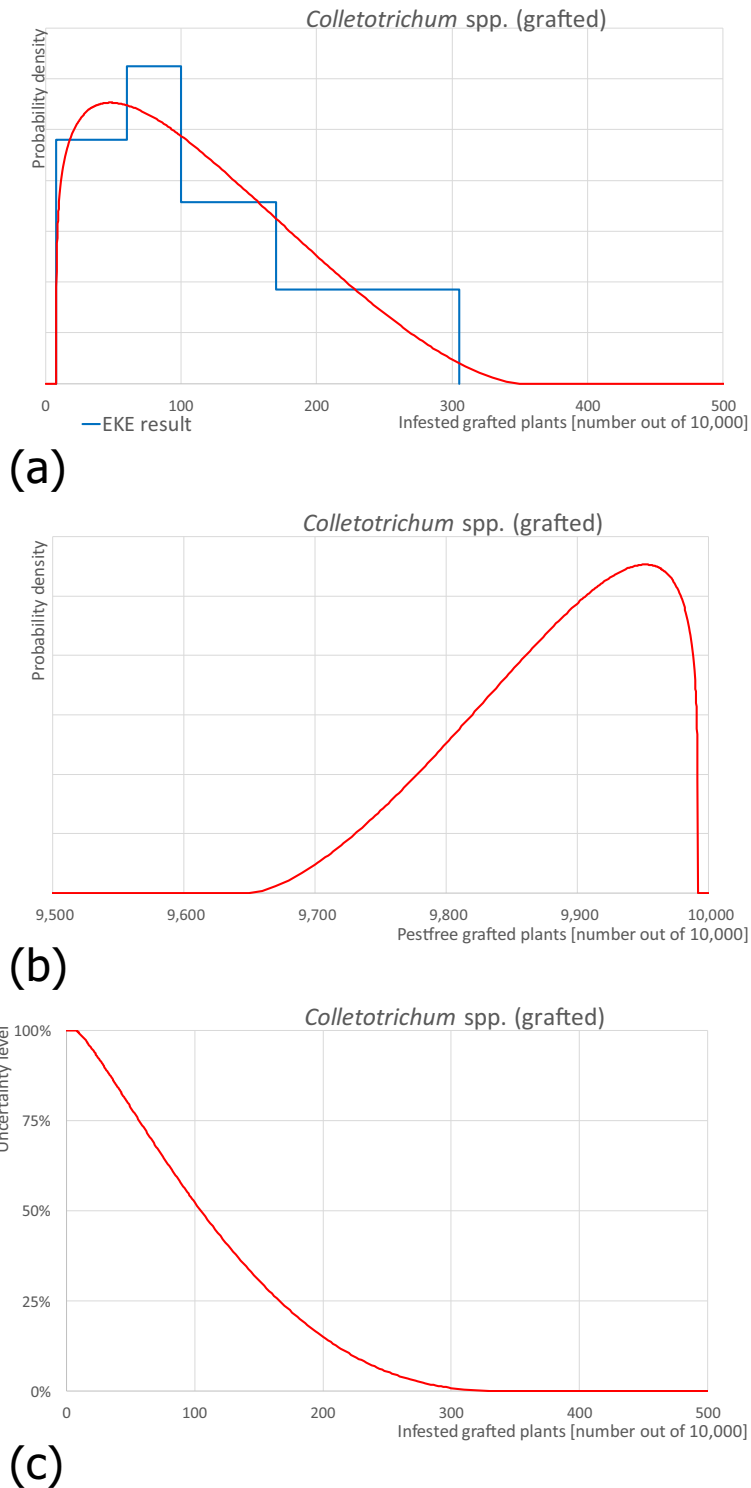 Colletotrichum spp. (grafted)
Probability density
0 100 200 300 400 500
EKE result
Infested grafted plants [number out of 10,000]
(a)
Colletotrichum spp. (grafted)
Probability density
9,500 9,600 9,700 9,800 9,900 10,000
Pestfree grafted plants [number out of 10,000]
(b)
Colletotrichum spp. (grafted)
Uncertainty level
100%
75%
50%
25%
0%
0 100 200 300 400 500
Infested grafted plants [number out of 10,000]
(c)